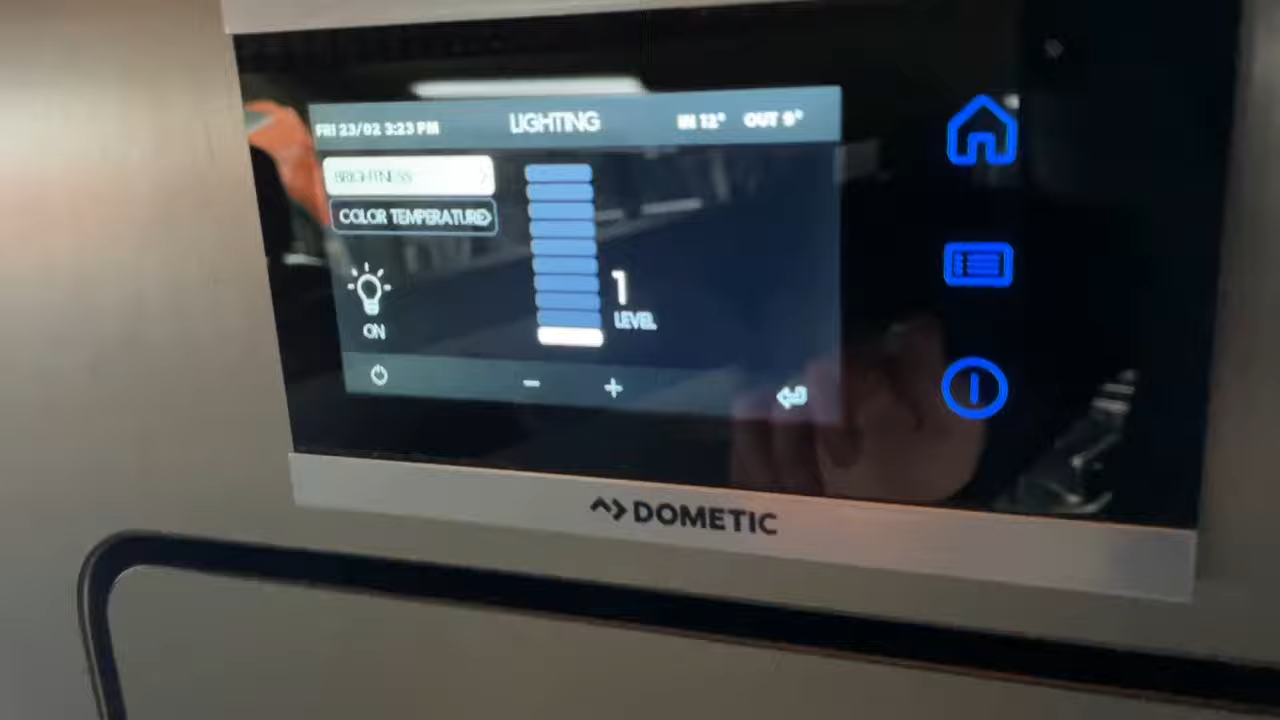 FRI 23/02 3:23 PM LIGHTING IN 12° OUT 9°
BRIGHTNESS
COLOR TEMPERATURE
1
LEVEL
ON
DOMETIC